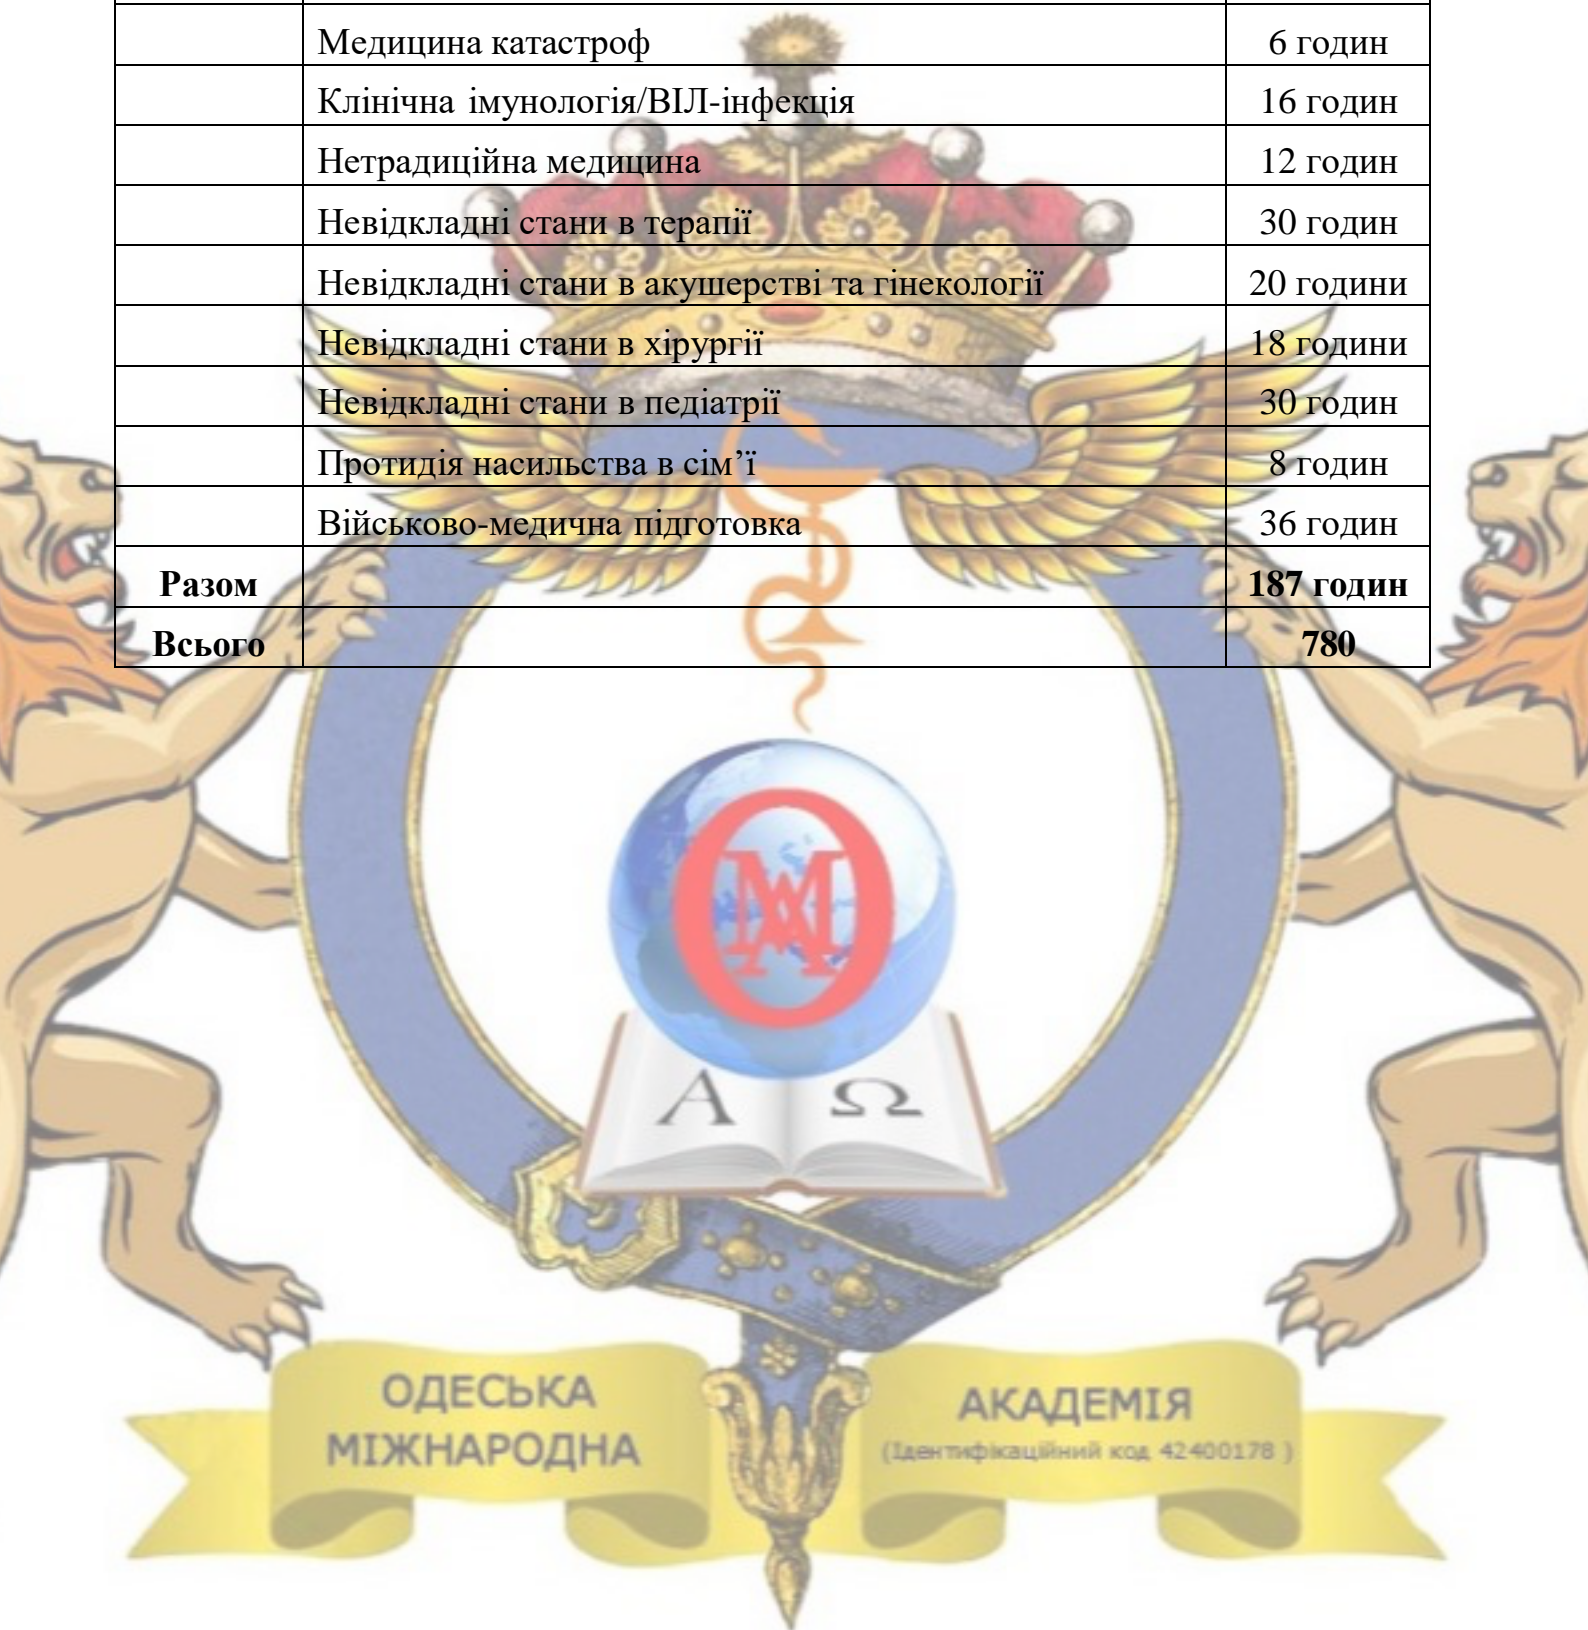 Медицина катастроф 6 годин
Клінічна імунологія/ВІЛ-інфекція 16 годин
Нетрадиційна медицина 12 годин
Невідкладні стани в терапії 30 годин
Невідкладні стани в акушерстві та гінекології 20 години
Невідкладні стани в хірургії 18 години
Невідкладні стани в педіатрії 30 годин
Протидія насильства в сім’ї 8 годин
Військово-медична підготовка 36 годин
Разом 187 годин
Всього 780
ОМА
Α Ω
ОДЕСЬКА
МІЖНАРОДНА
АКАДЕМІЯ
(Ідентифікаційний код 42400178 )